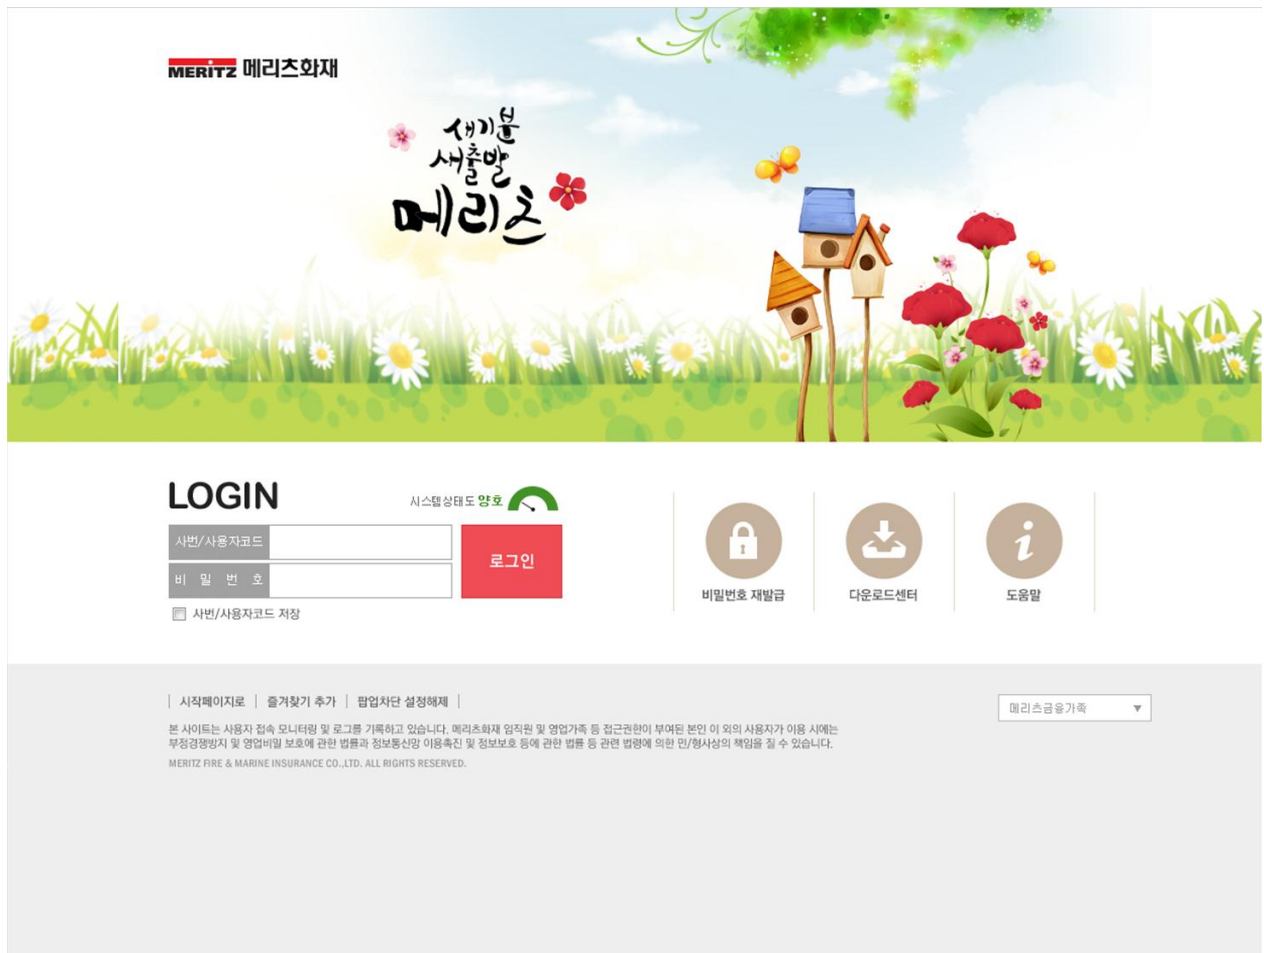 MERITZ 메리츠화재
새기분
새출발
메리츠
LOGIN
시스템상태도 양호
사번/사용자코드
비 밀 번 호
로그인
사번/사용자코드 저장
비밀번호 재발급
다운로드센터
도움말
시작페이지로 | 즐겨찾기 추가 | 팝업차단 설정해제
메리츠금융가족 ▼
본 사이트는 사용자 접속 모니터링 및 로그를 기록하고 있습니다. 메리츠화재 임직원 및 영업가족 등 접근권한이 부여된 본인 이 외의 사용자가 이용 시에는
부정경쟁방지 및 영업비밀 보호에 관한 법률과 정보통신망 이용촉진 및 정보보호 등에 관한 법률 등 관련 법령에 의한 민/형사상의 책임을 질 수 있습니다.
MERITZ FIRE & MARINE INSURANCE CO.,LTD. ALL RIGHTS RESERVED.